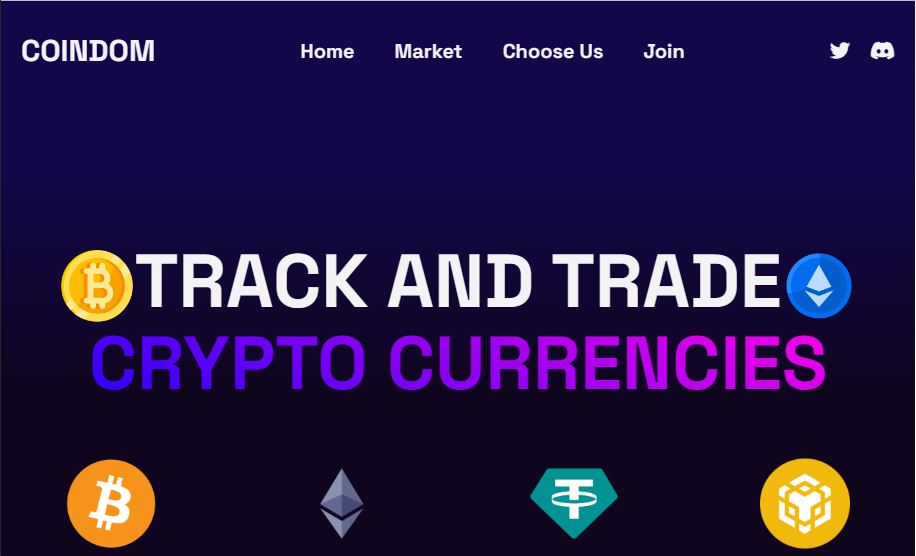 COINDOM
Home Market Choose Us Join
TRACK AND TRADE
CRYPTO CURRENCIES